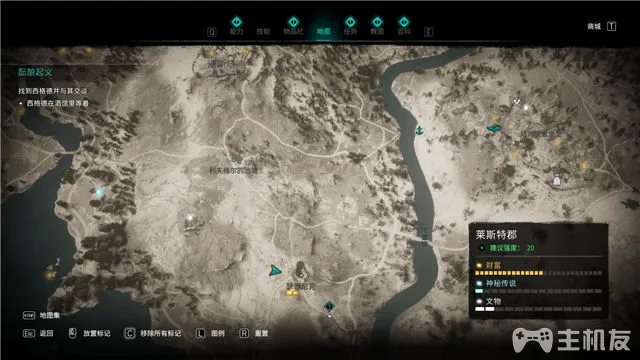 Q 能力 技能 物品栏 地图 任务 教团 百科 E
商城 T
酝酿起义
找到西格德并与其交谈
西格德在酒馆里等着
利夫梅尔的池塘
莱斯特郡
建议强度: 20
财富
神秘传说
文物
地图集
Esc 返回 放置标记 C 移除所有标记 L 图例 R 重置
主机友